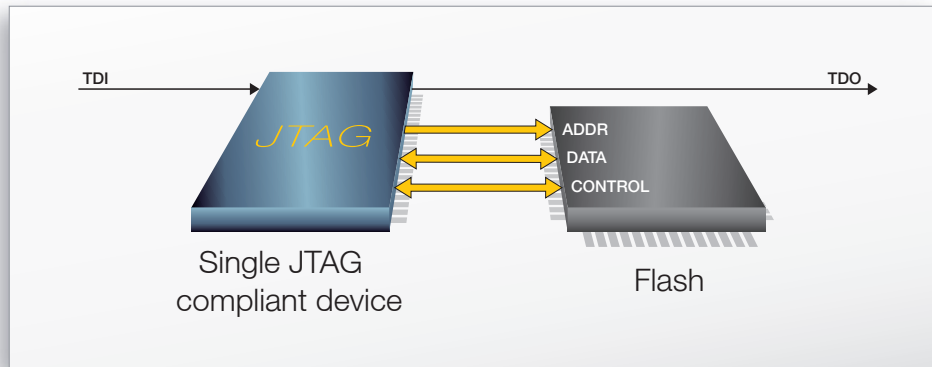 TDI
TDO
JTAG
ADDR
DATA
CONTROL
Single JTAG
compliant device
Flash